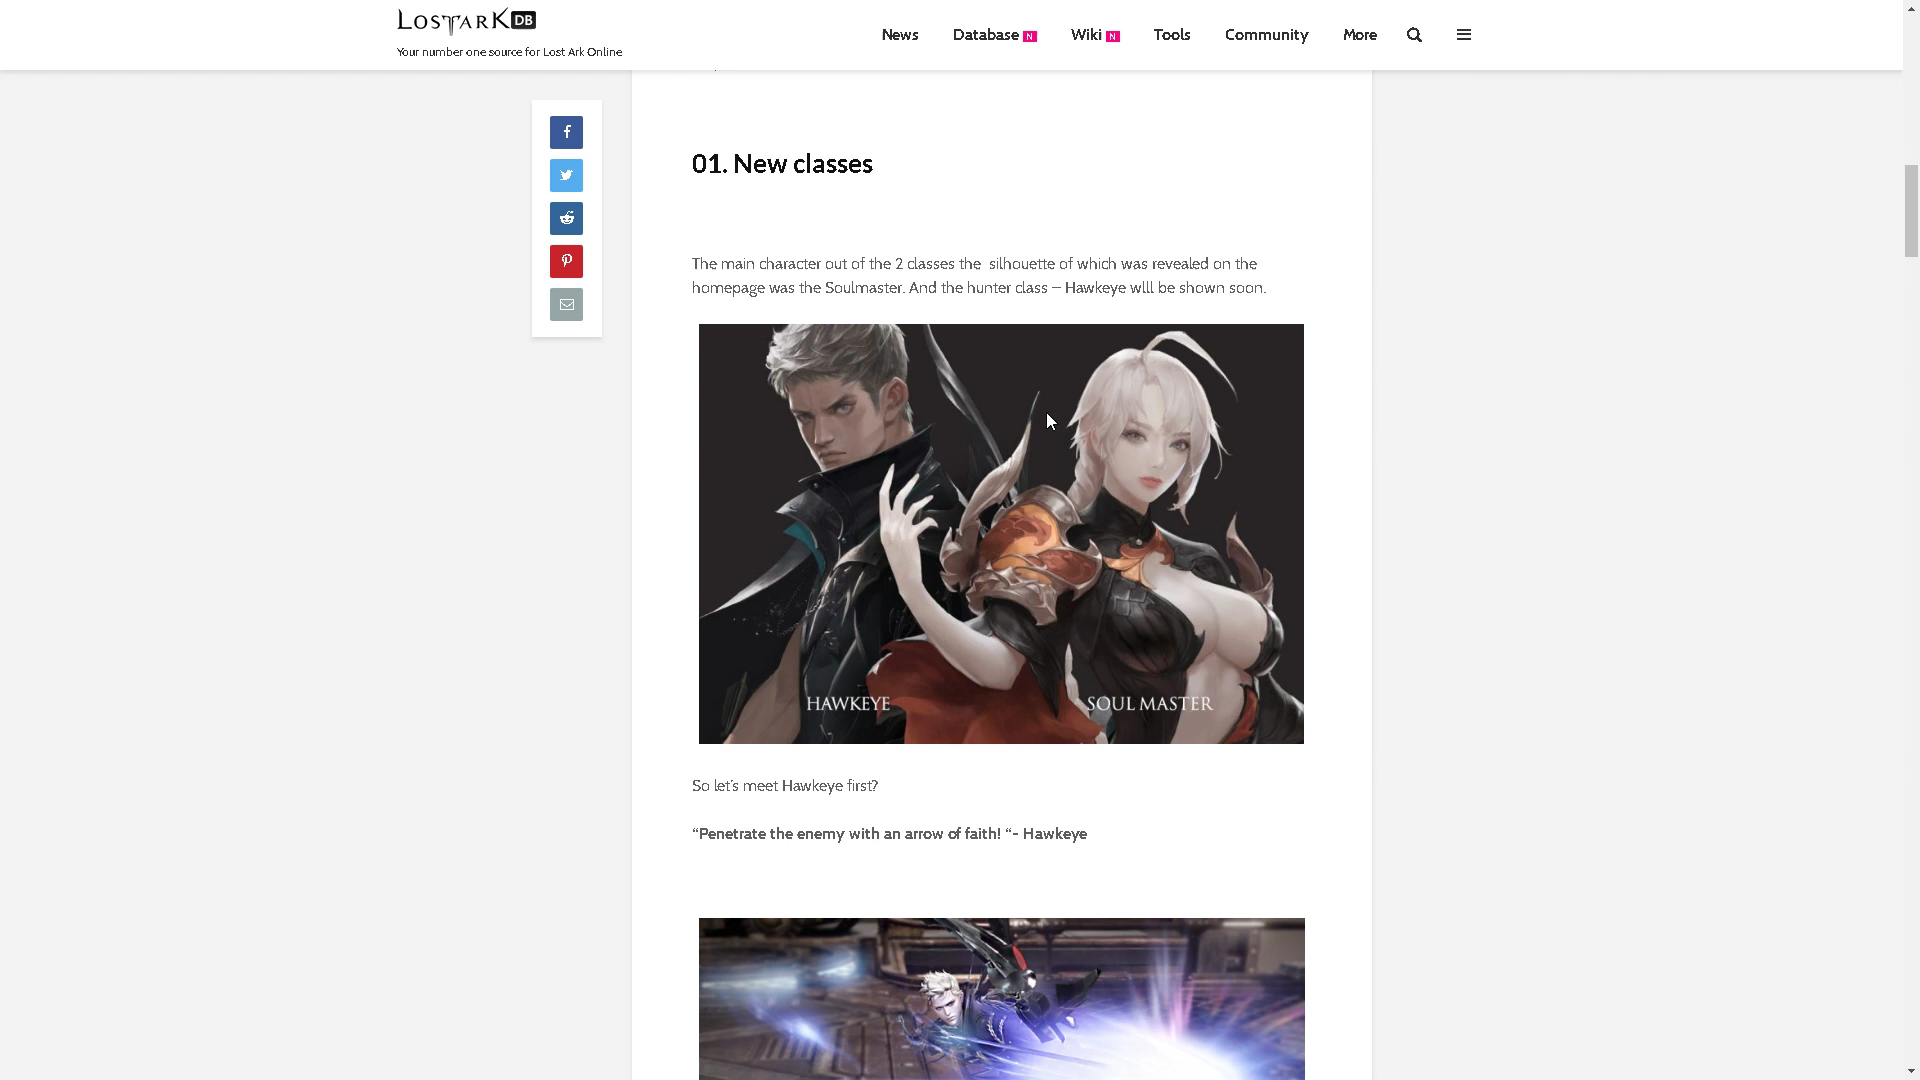 LOSTARK DB
Your number one source for Lost Ark Online
News Database N Wiki N Tools Community More
01. New classes
The main character out of the 2 classes the  silhouette of which was revealed on the
homepage was the Soulmaster. And the hunter class – Hawkeye wlll be shown soon.
HAWKEYE SOUL MASTER
So let’s meet Hawkeye first?
“Penetrate the enemy with an arrow of faith! “- Hawkeye